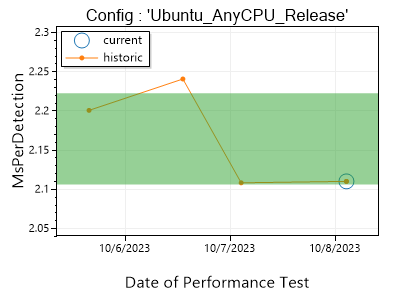 Config : 'Ubuntu_AnyCPU_Release'
current
historic
MsPerDetection
2.3
2.25
2.2
2.15
2.1
2.05
10/6/2023
10/7/2023
10/8/2023
Date of Performance Test